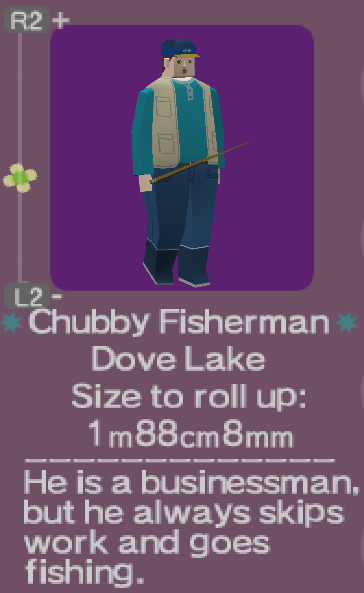 R2 +
L2 -
Chubby Fisherman
Dove Lake
Size to roll up:
1m88cm8mm
He is a businessman,
but he always skips
work and goes
fishing.